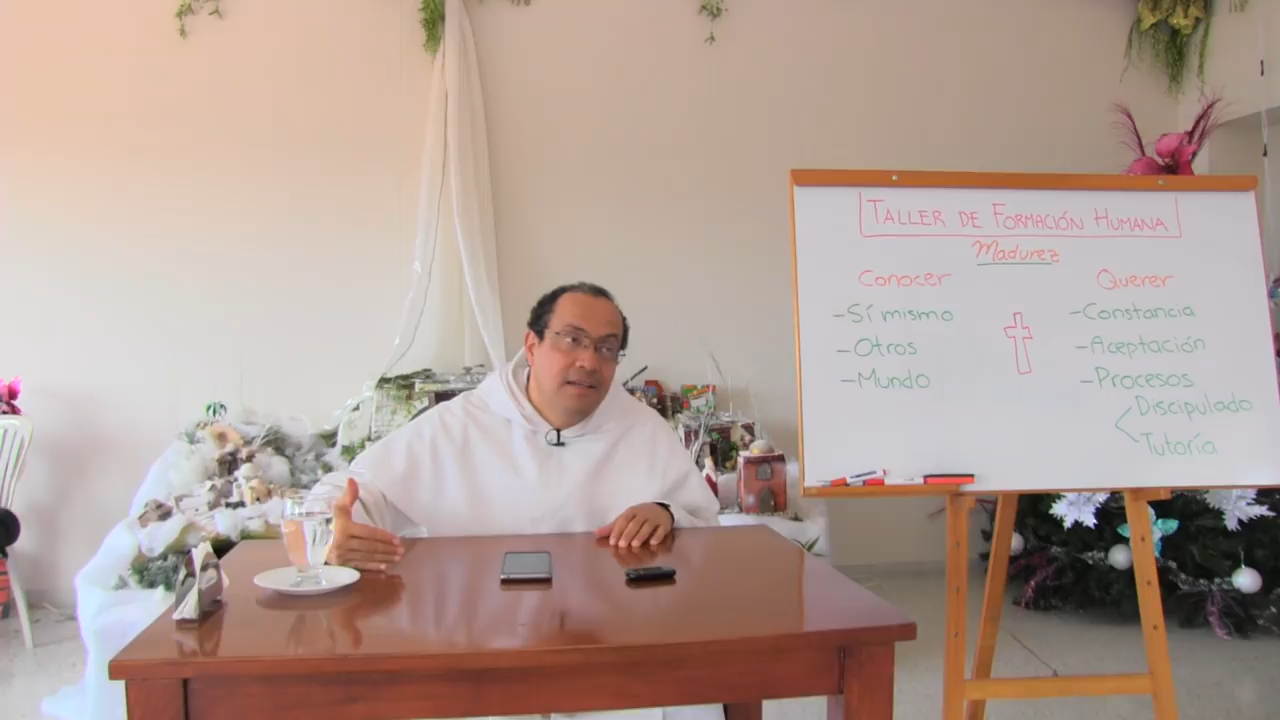 TALLER DE FORMACIÓN HUMANA
Madurez
Conocer
-Sí mismo
-Otros
-Mundo
Querer
-Constancia
-Aceptación
-Procesos
Discipulado
Tutoría